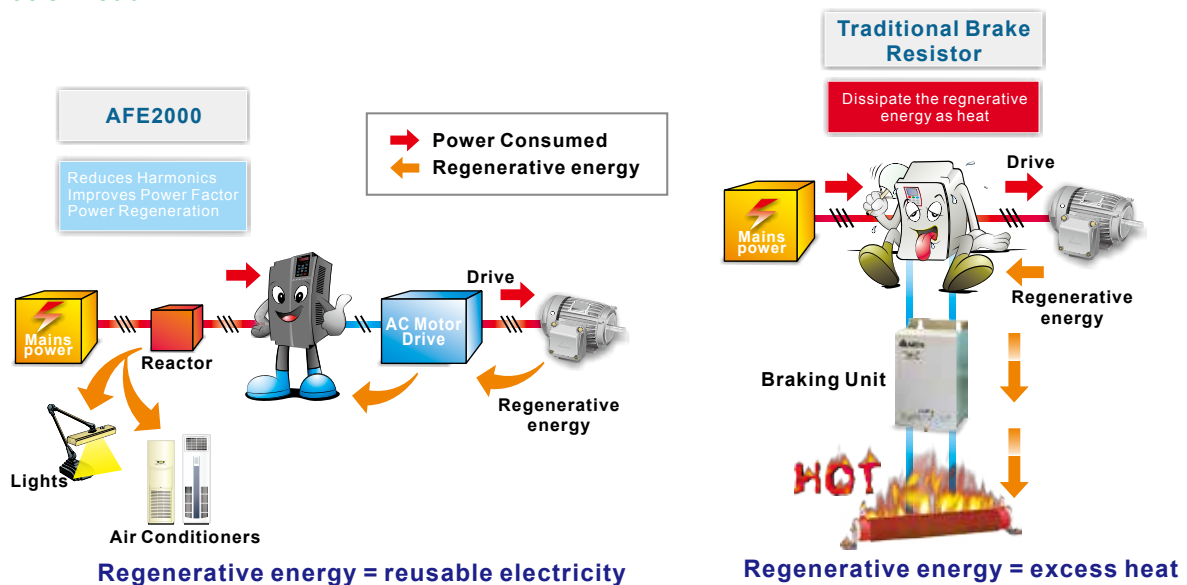 AFE2000
Reduces Harmonics
Improves Power Factor
Power Regeneration
Power Consumed
Regenerative energy
Mains
power
Reactor
AC Motor
Drive
Drive
Regenerative
energy
Lights
Air Conditioners
Regenerative energy = reusable electricity
Traditional Brake
Resistor
Dissipate the regnerative
energy as heat
Mains
power
Drive
Regenerative
energy
Braking Unit
HOT
Regenerative energy = excess heat